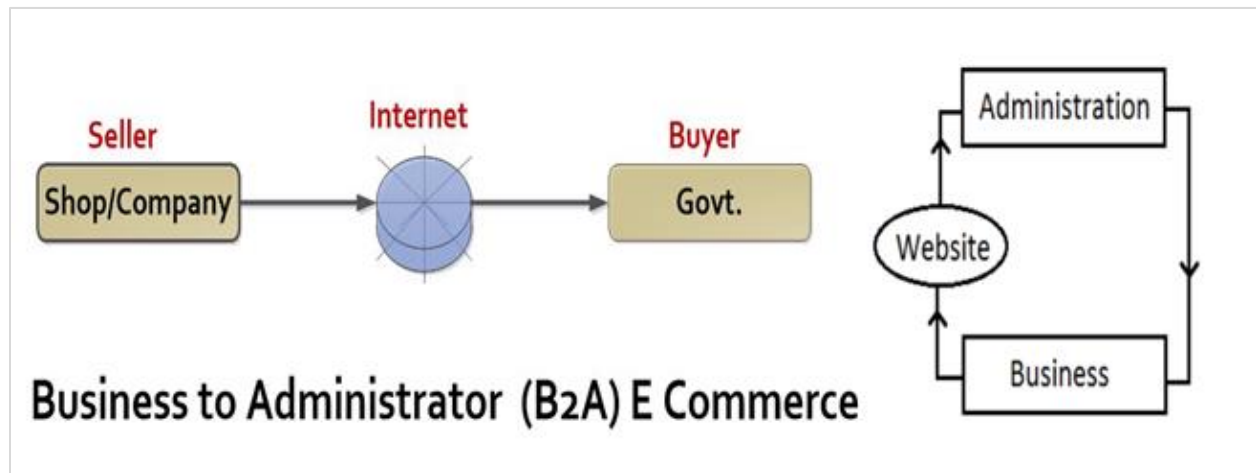 Seller
Internet
Buyer
Shop/Company
Govt.
Business to Administrator (B2A) E Commerce
Administration
Website
Business